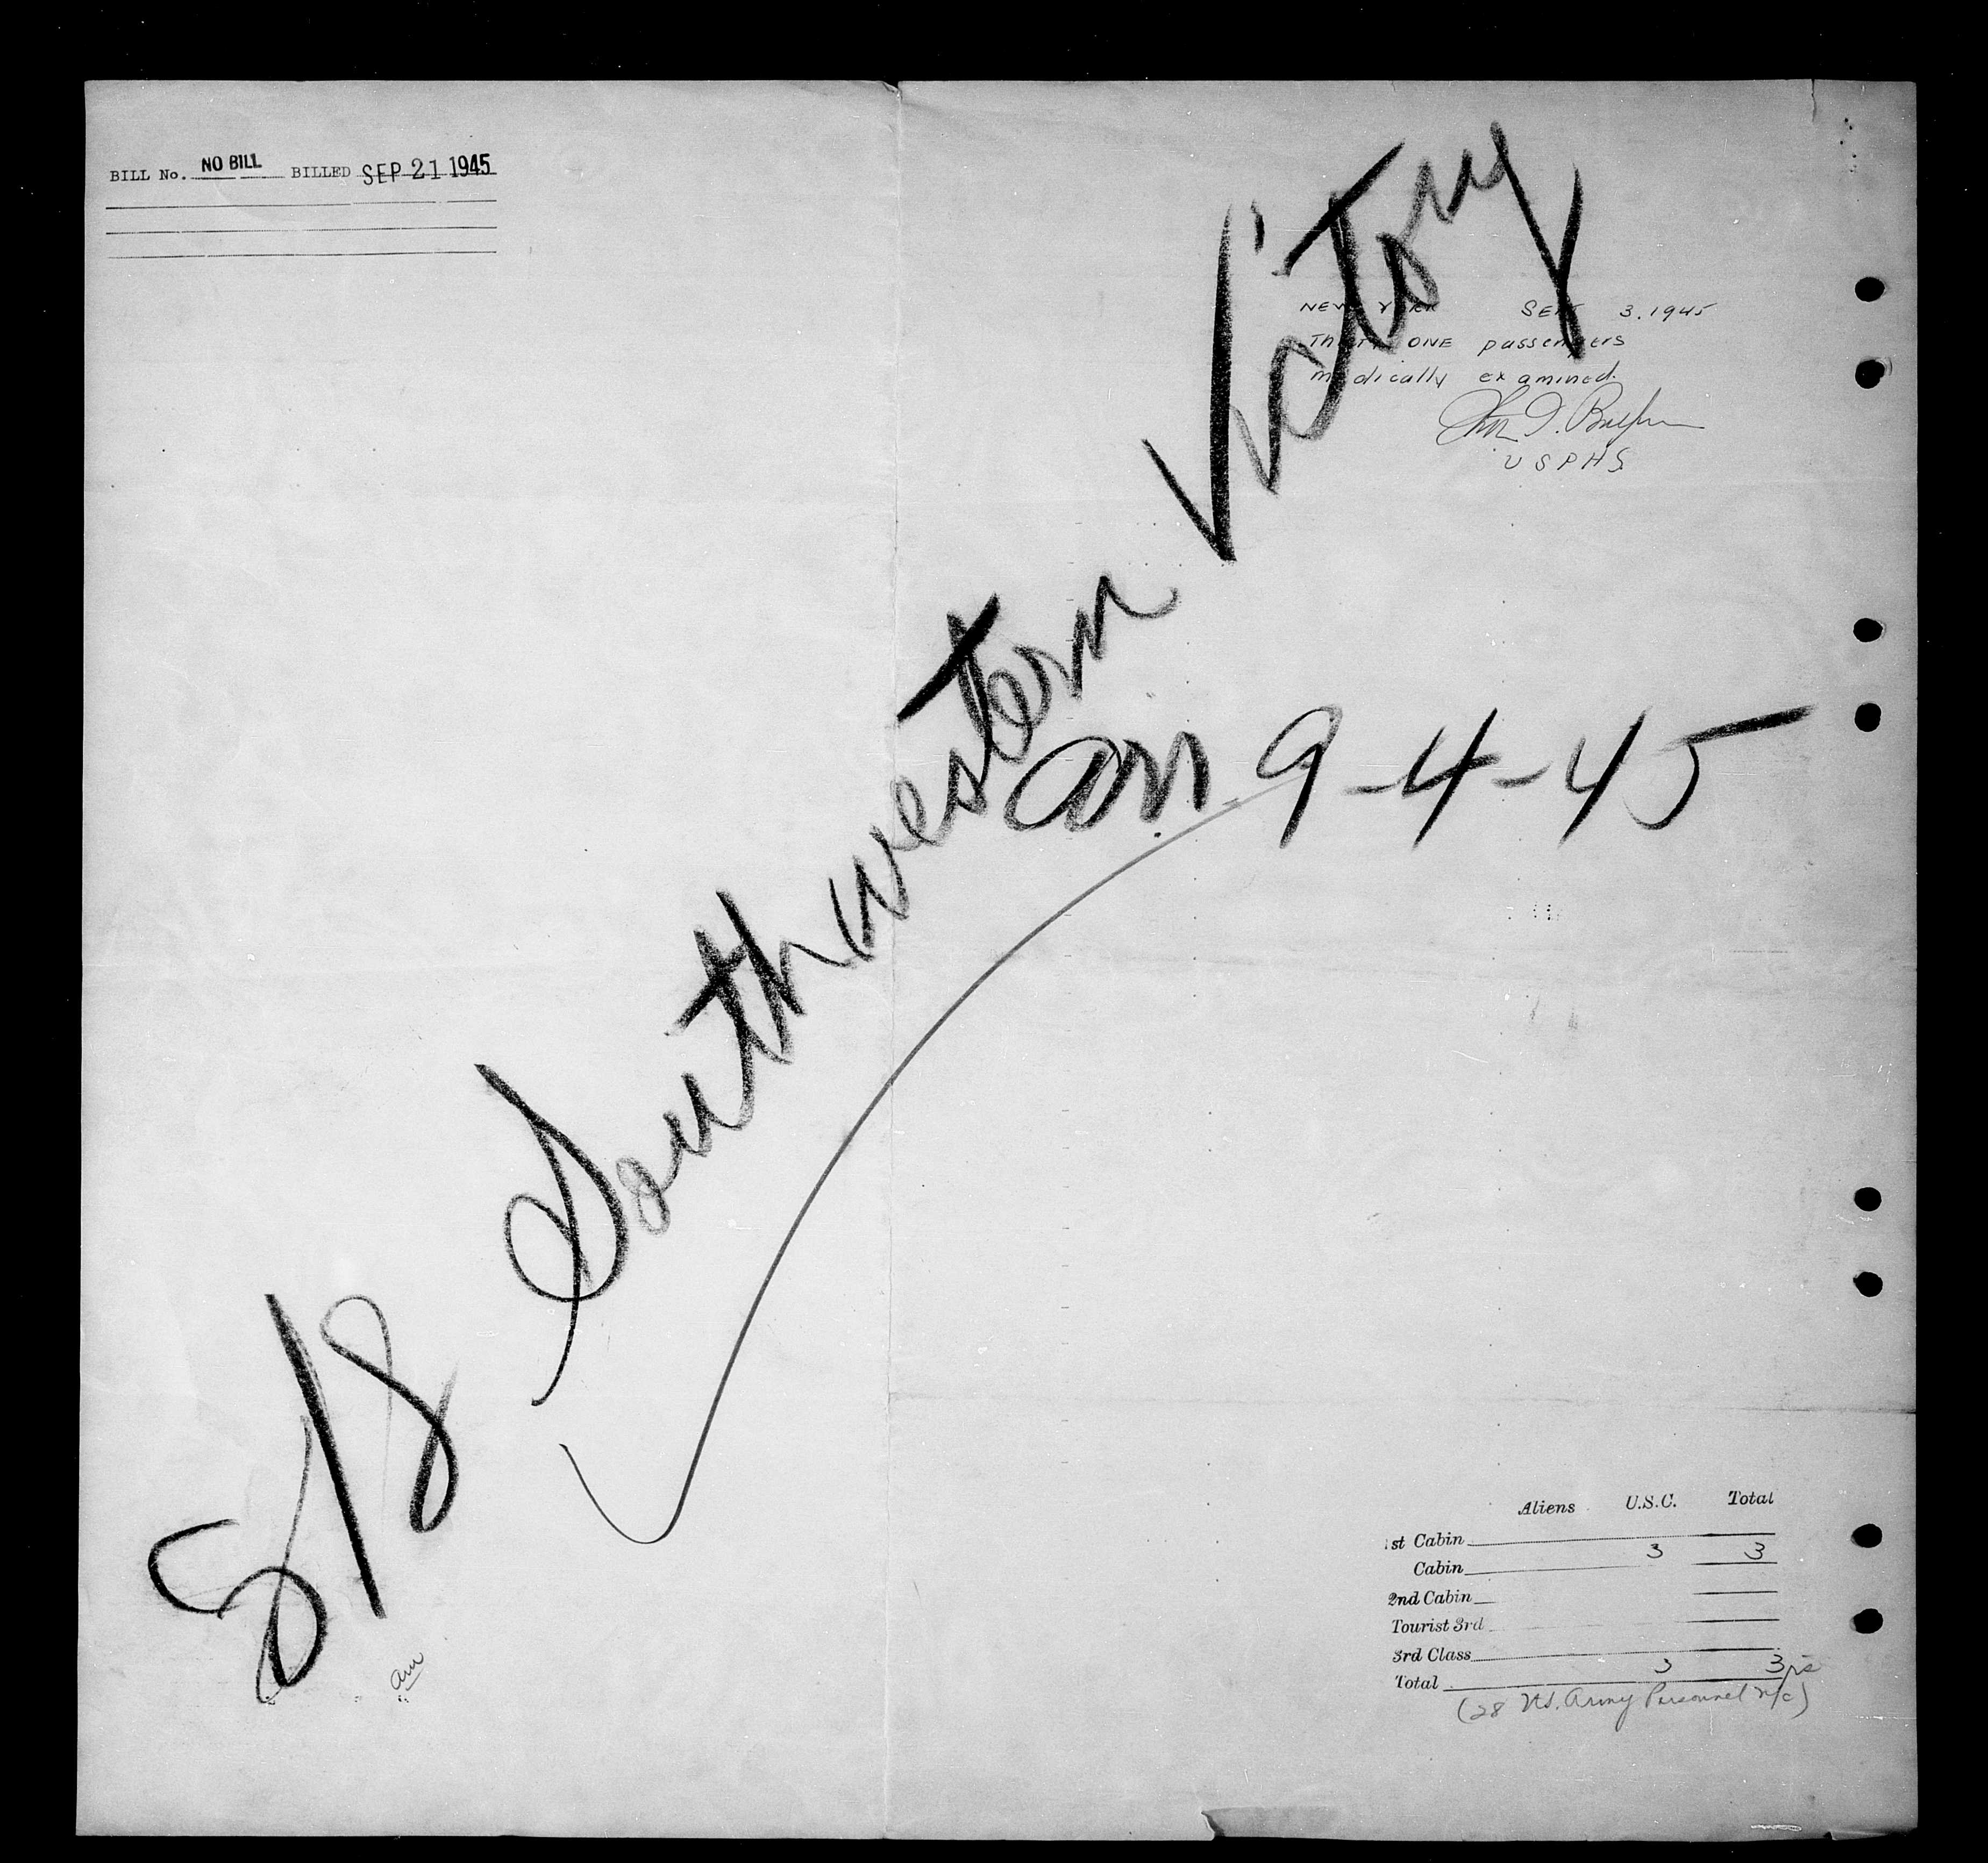 BILL No. NO BILL BILLED SEP 21 1945
S/S Southwestern Victory
arr 9-4-45
NEW YORK SEPT 3. 1945
THIRTY ONE passengers
medically examined.
U S P H S
Aliens U.S.C. Total
1st Cabin
Cabin 3 3
2nd Cabin
Tourist 3rd
3rd Class
Total 3 3
(28 U.S. Army Personnel n/c)